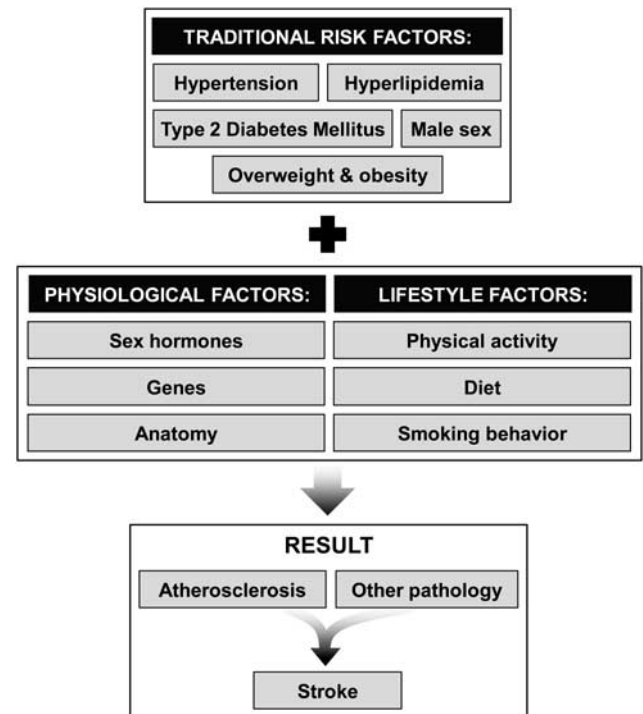 TRADITIONAL RISK FACTORS:
Hypertension
Hyperlipidemia
Type 2 Diabetes Mellitus
Male sex
Overweight & obesity
PHYSIOLOGICAL FACTORS:
LIFESTYLE FACTORS:
Sex hormones
Physical activity
Genes
Diet
Anatomy
Smoking behavior
RESULT
Atherosclerosis
Other pathology
Stroke